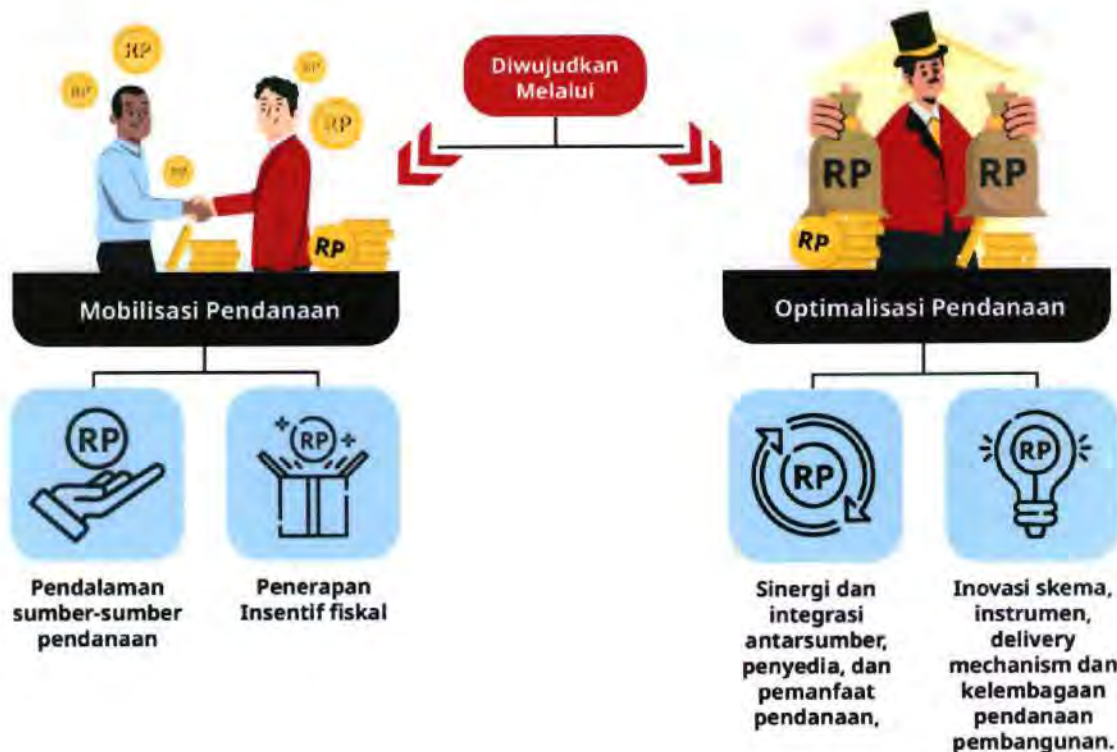 Diwujudkan
Melalui
RP
RP
RP
RP
RP
RP
RP
RP
RP
Mobilisasi Pendanaan
Optimalisasi Pendanaan
RP
RP
RP
RP
Pendalaman
sumber-sumber
pendanaan
Penerapan
Insentif fiskal
Sinergi dan
integrasi
antarsumber,
penyedia, dan
pemanfaat
pendanaan,
Inovasi skema,
instrumen,
delivery
mechanism dan
kelembagaan
pendanaan
pembangunan.